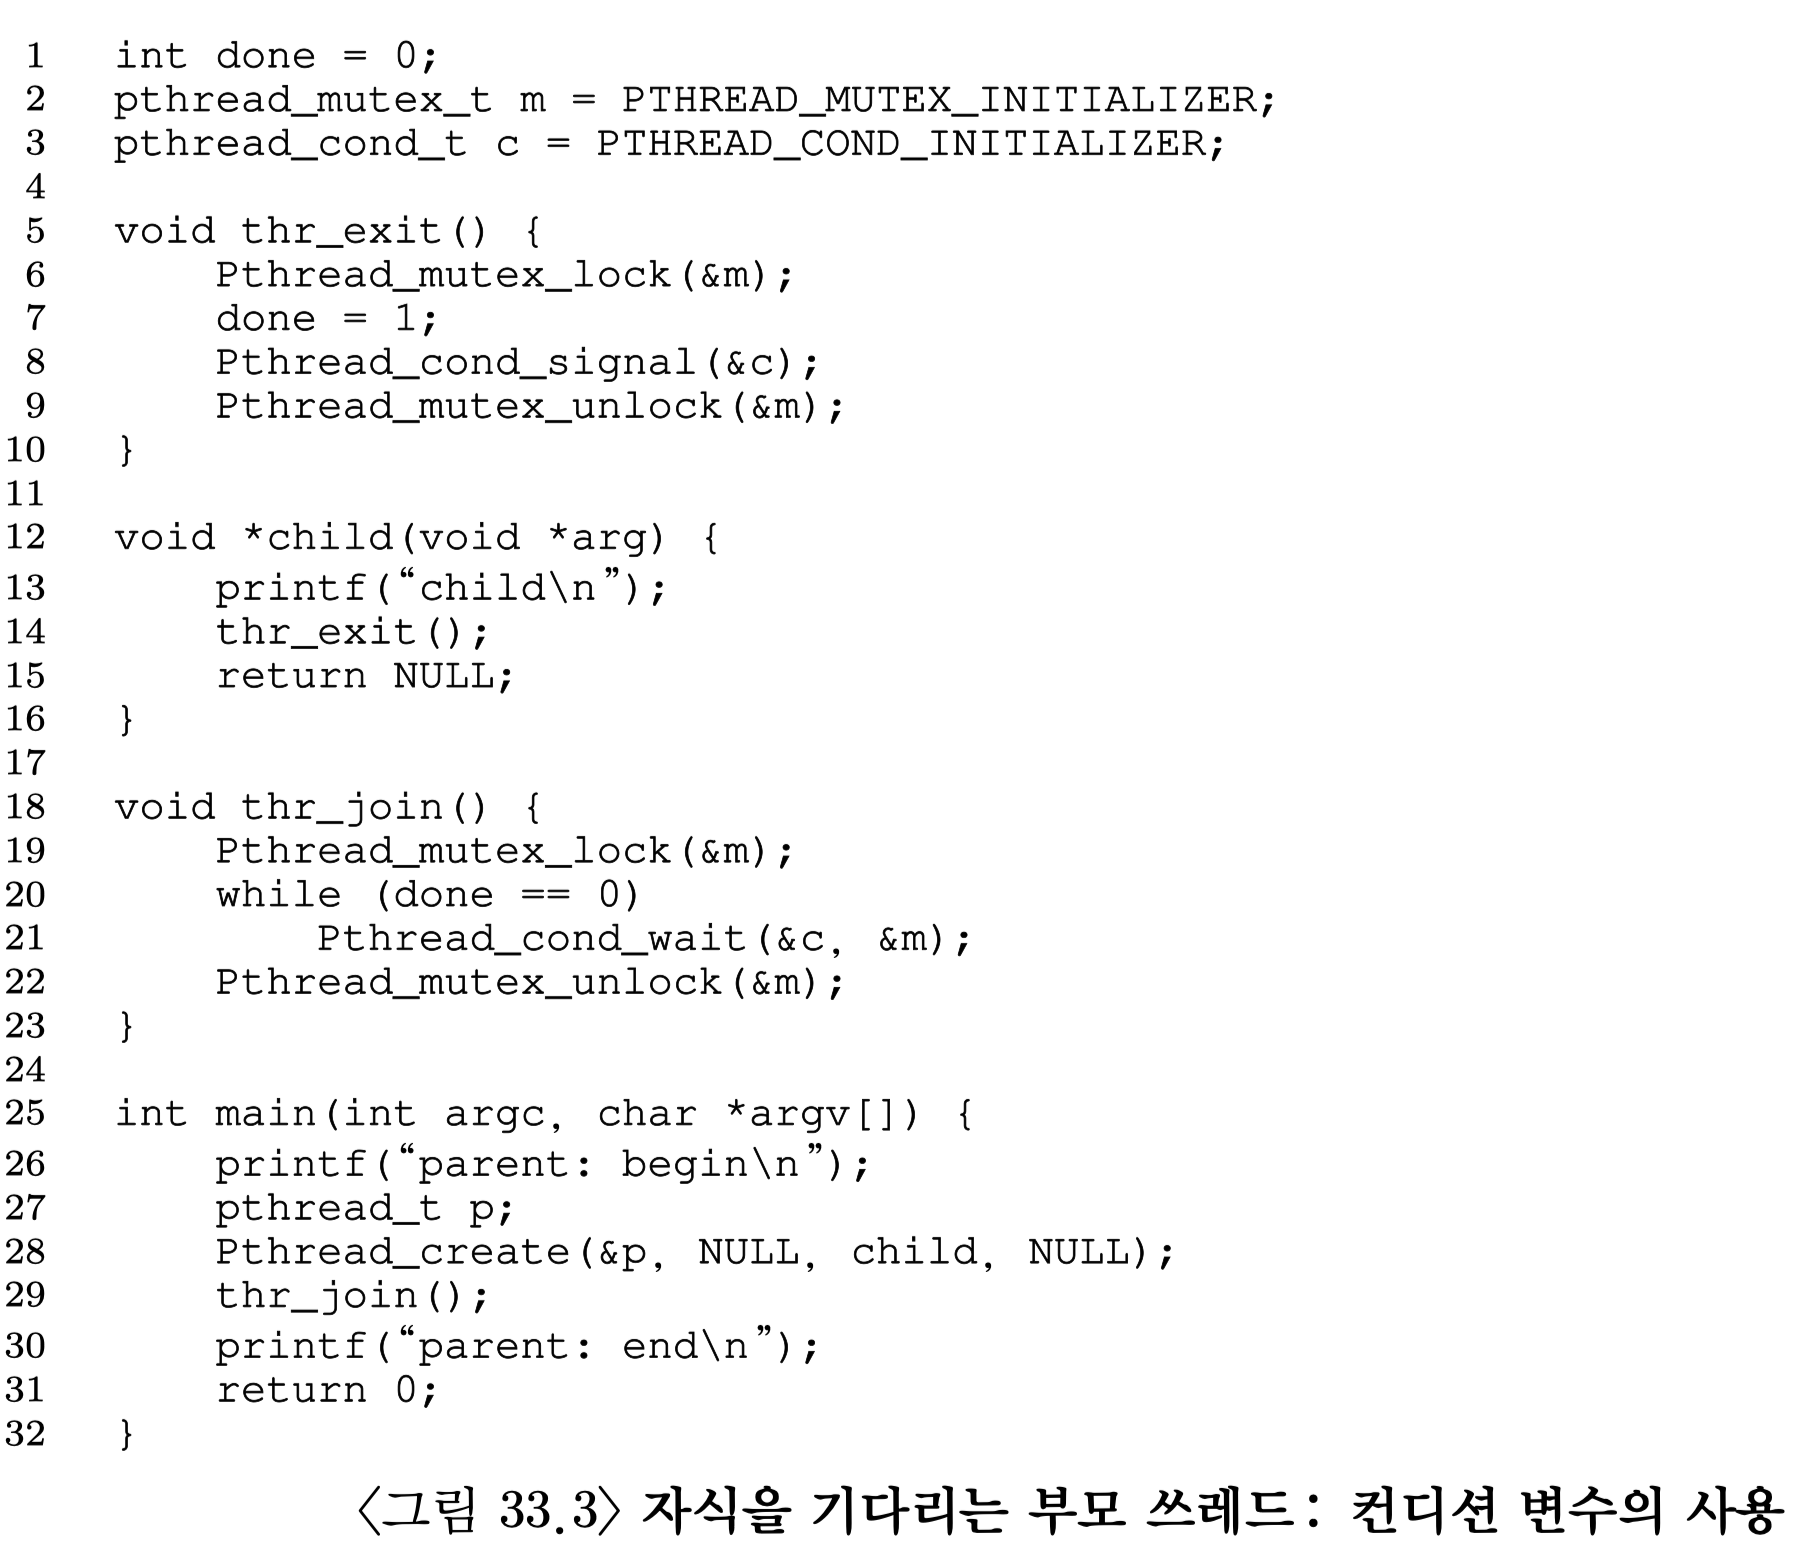 1 int done = 0;
2 pthread_mutex_t m = PTHREAD_MUTEX_INITIALIZER;
3 pthread_cond_t c = PTHREAD_COND_INITIALIZER;
4
5 void thr_exit() {
6     Pthread_mutex_lock(&m);
7     done = 1;
8     Pthread_cond_signal(&c);
9     Pthread_mutex_unlock(&m);
10 }
11
12 void *child(void *arg) {
13     printf(“child\n”);
14     thr_exit();
15     return NULL;
16 }
17
18 void thr_join() {
19     Pthread_mutex_lock(&m);
20     while (done == 0)
21         Pthread_cond_wait(&c, &m);
22     Pthread_mutex_unlock(&m);
23 }
24
25 int main(int argc, char *argv[]) {
26     printf(“parent: begin\n”);
27     pthread_t p;
28     Pthread_create(&p, NULL, child, NULL);
29     thr_join();
30     printf(“parent: end\n”);
31     return 0;
32 }
〈그림 33.3〉 자식을 기다리는 부모 쓰레드: 컨디션 변수의 사용